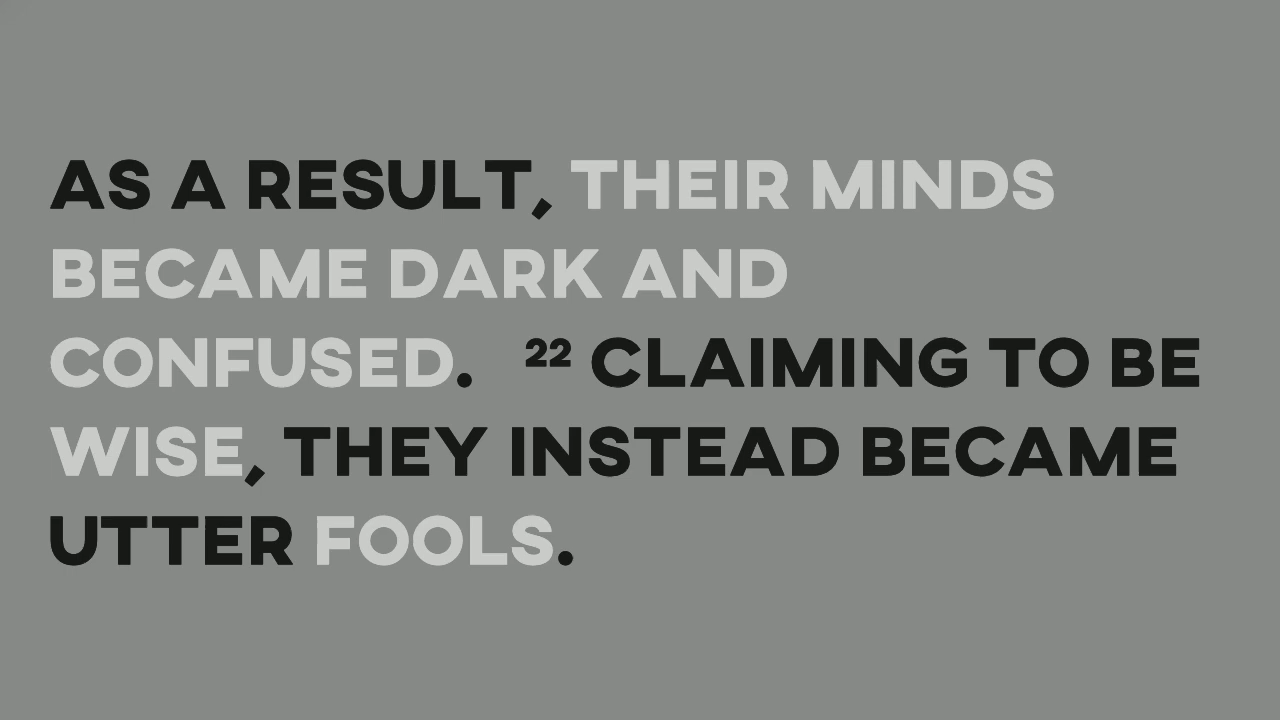 AS A RESULT, THEIR MINDS
BECAME DARK AND
CONFUSED. ²² CLAIMING TO BE
WISE, THEY INSTEAD BECAME
UTTER FOOLS.